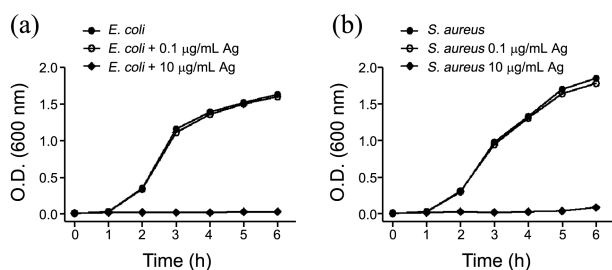 (a)
E. coli
E. coli + 0.1 μg/mL Ag
E. coli + 10 μg/mL Ag
O.D. (600 nm)
2.0
1.5
1.0
0.5
0.0
0 1 2 3 4 5 6
Time (h)
(b)
S. aureus
S. aureus 0.1 μg/mL Ag
S. aureus 10 μg/mL Ag
O.D. (600 nm)
2.0
1.5
1.0
0.5
0.0
0 1 2 3 4 5 6
Time (h)